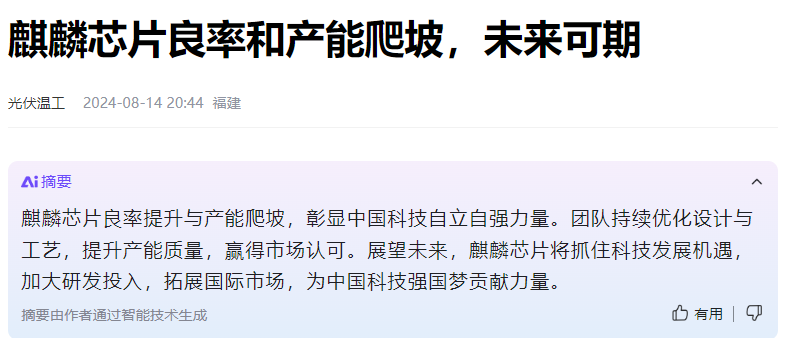 麒麟芯片良率和产能爬坡，未来可期
光伏温工 2024-08-14 20:44 福建
Ai 摘要
麒麟芯片良率提升与产能爬坡，彰显中国科技自立自强力量。团队持续优化设计与
工艺，提升产能质量，赢得市场认可。展望未来，麒麟芯片将抓住科技发展机遇，
加大研发投入，拓展国际市场，为中国科技强国梦贡献力量。
摘要由作者通过智能技术生成
有用